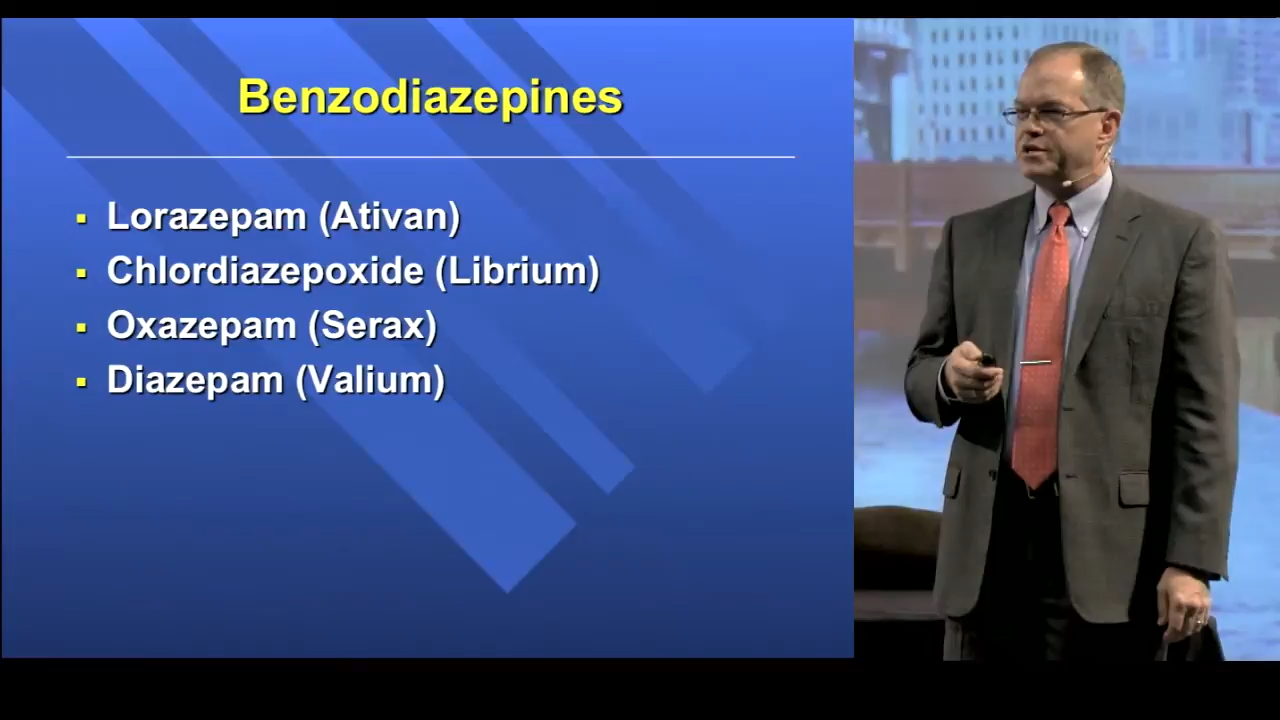 Benzodiazepines
Lorazepam (Ativan)
Chlordiazepoxide (Librium)
Oxazepam (Serax)
Diazepam (Valium)